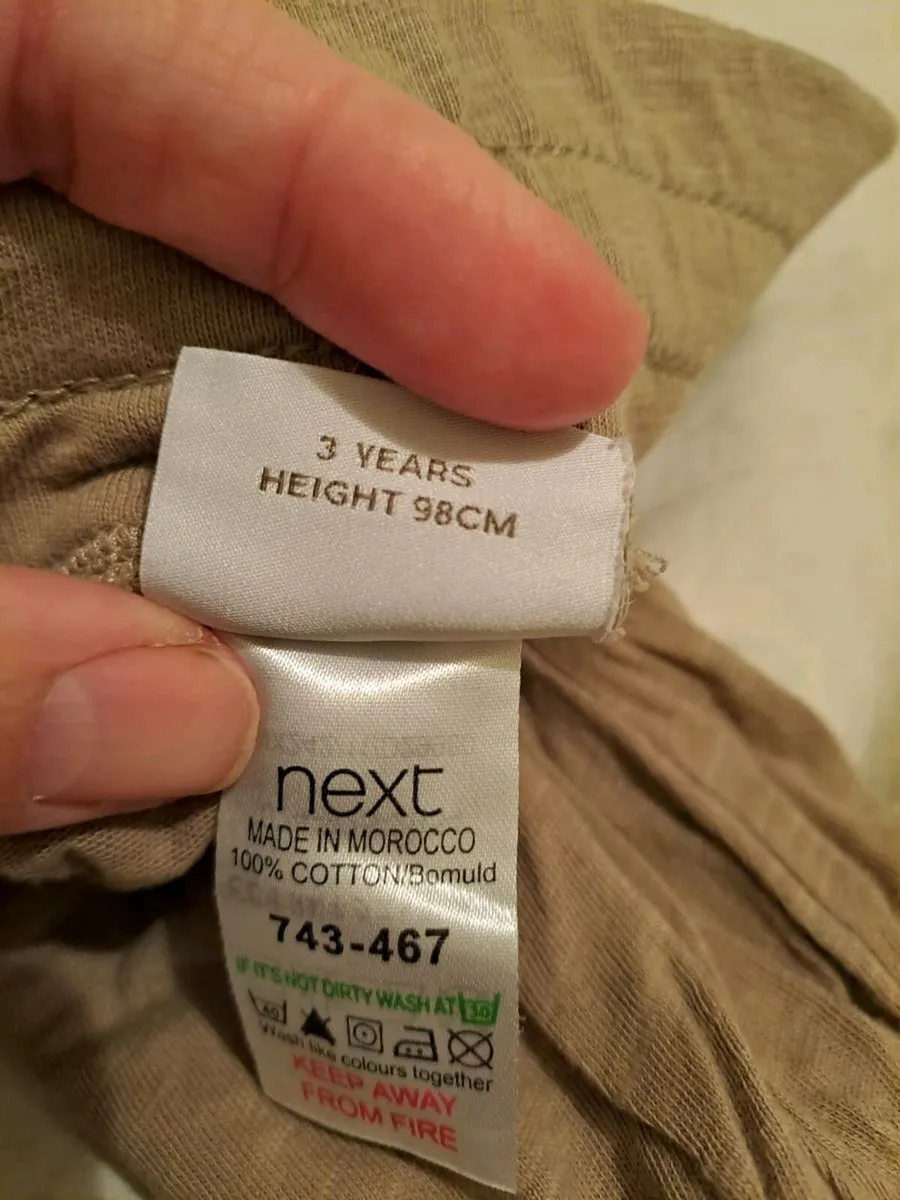 3 YEARS
HEIGHT 98CM
next
MADE IN MOROCCO
100% COTTON/Bomuld
743-467
IF IT'S NOT DIRTY WASH AT 30
40
Wash like colours together
KEEP AWAY
FROM FIRE